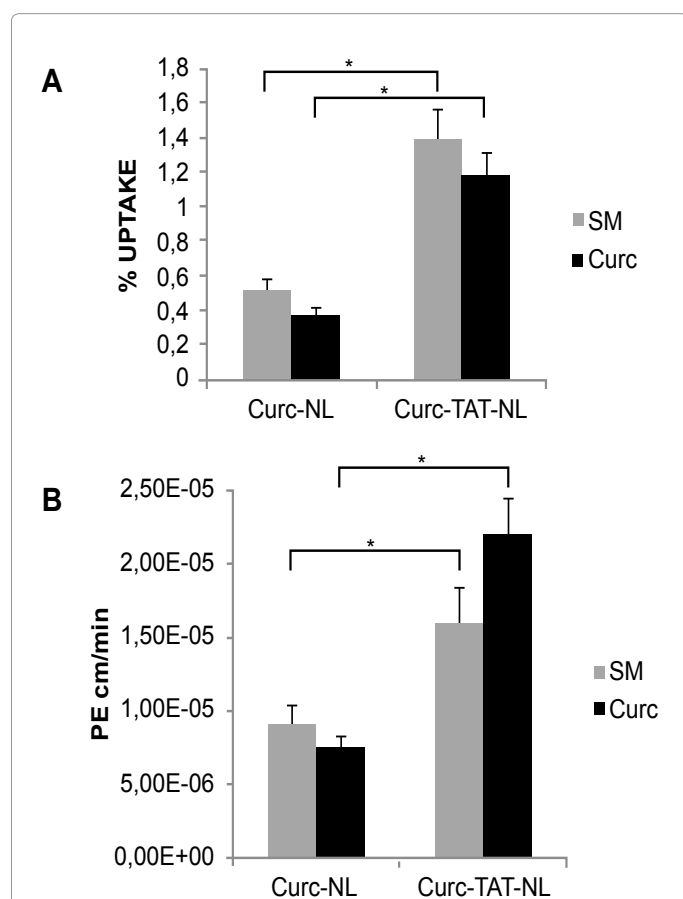 A
1,8
1,6
1,4
1,2
1
0,8
0,6
0,4
0,2
0
% UPTAKE
*
*
SM
Curc
Curc-NL
Curc-TAT-NL
B
2,50E-05
2,00E-05
1,50E-05
1,00E-05
5,00E-06
0,00E+00
PE cm/min
*
*
SM
Curc
Curc-NL
Curc-TAT-NL